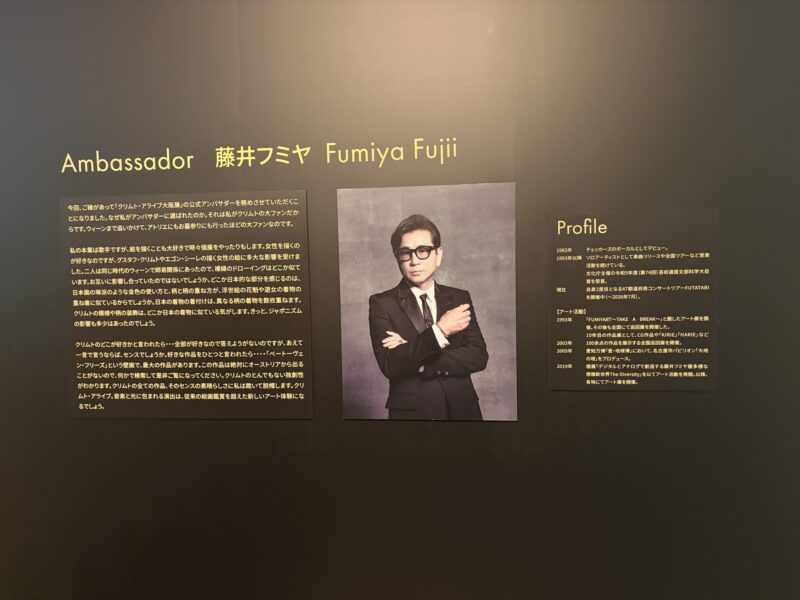 Ambassador 藤井フミヤ Fumiya Fujii
今回、ご縁があって「クリムト・アライブ大阪展」の公式アンバサダーを務めさせていただくこ
とになりました。なぜ私がアンバサダーに選ばれたのか。それは私がクリムトの大ファンだか
らです。ウィーンまで追いかけて、アトリエにもお墓参りにも行ったほどの大ファンなのです。
私の本業は歌手ですが、絵を描くことも大好きで時々個展をやったりもします。女性を描くの
が好きなのですが、グスタフ・クリムトやエゴン・シーレの描く女性の絵に多大な影響を受けま
した。二人は同じ時代のウィーンで師弟関係にあったので、裸婦のドローイングはどこか似てい
ます。お互いに影響し合っていたのではないでしょうか。どこか日本的な部分を感じるのは、
日本画の琳派のような金色の使い方と、柄と柄の重ね方が、浮世絵の花魁や遊女の着物の
重ね着に似ているからでしょうか。日本の着物の着付けは、異なる柄の着物を数枚重ねます。
クリムトの模様や柄の装飾は、どこか日本の着物に似ている気がします。きっと、ジャポニズム
の影響も多少はあったのでしょう。
クリムトのどこが好きかと言われたら・・・全部が好きなので答えようがないのですが、あえて
一言で言うならば、センスでしょうか。好きな作品をひとつと言われたら・・・・「ベートーヴェ
ン・フリーズ」という壁画で、最大の作品があります。この作品は絶対にオーストリアから出る
ことがないので、何かで検索して是非ご覧になってください。クリムトのとんでもない独創性
がわかります。クリムトの全ての作品、そのセンスの素晴らしさに私は跪いて脱帽します。クリ
ムト・アライブ、音楽と光に包まれる演出は、従来の絵画鑑賞を超えた新しいアート体験にな
るでしょう。
Profile
1983年 チェッカーズのボーカルとしてデビュー。
1993年以降 ソロアーティストとして楽曲リリースや全国ツアーなど音楽
活動を続けている。
文化庁主催の令和5年度(第74回)芸術選奨文部科学大臣
賞を受賞。
現在 自身2度目となる47都道府県コンサートツアーFUTATABI
を開催中(〜2026年7月)。
【アート活動】
1993年 「FUMIYART〜TAKE A BREAK〜」と題したアート展を開
催。その後も全国にて巡回展を開催した。
2003年 10年目の作品展として、CG作品や「KIRIE」「HARIE」など
100余点の作品を展示する全国巡回展を開催。
2005年 愛知万博「愛・地球博」において、名古屋市パビリオン「大地
の塔」をプロデュース。
2019年 個展「デジタルとアナログで創造する藤井フミヤ展多様な
想像新世界The Diversity」を以てアート活動を再開。以降、
各地にてアート展を開催。